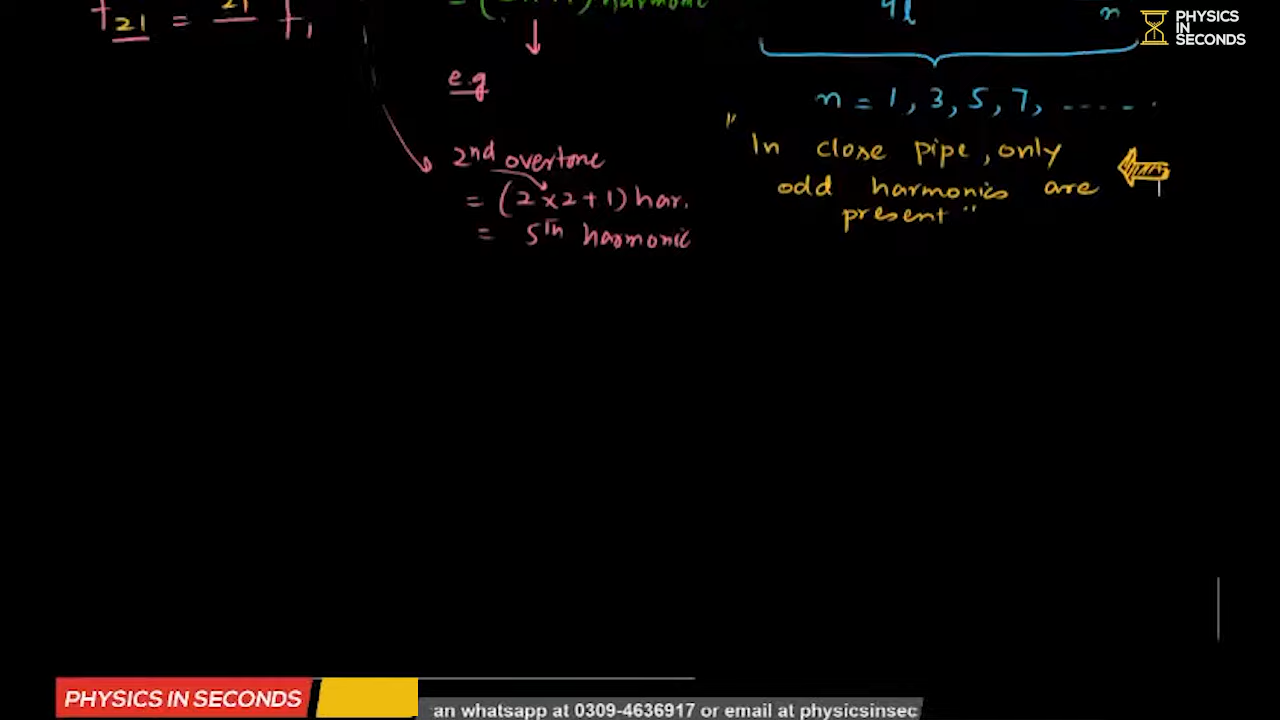 f21 = 21 f1
harmonic
4l
n
e.g
n = 1, 3, 5, 7, ......
2nd overtone
= (2×2+1) har.
= 5th harmonic
"In close pipe, only
odd harmonics are
present"
PHYSICS
IN
SECONDS
PHYSICS IN SECONDS
an whatsapp at 0309-4636917 or email at physicsinsec